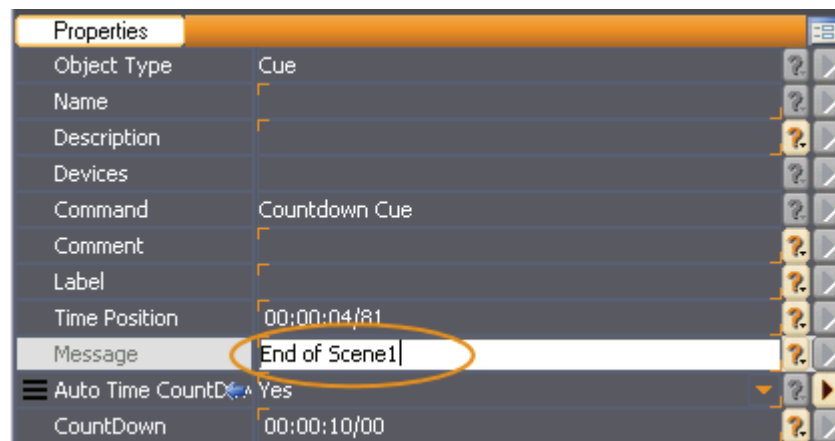 Properties
Object Type Cue
Name
Description
Devices
Command Countdown Cue
Comment
Label
Time Position 00:00:04/81
Message End of Scene1
Auto Time Yes
CountDown 00:00:10/00